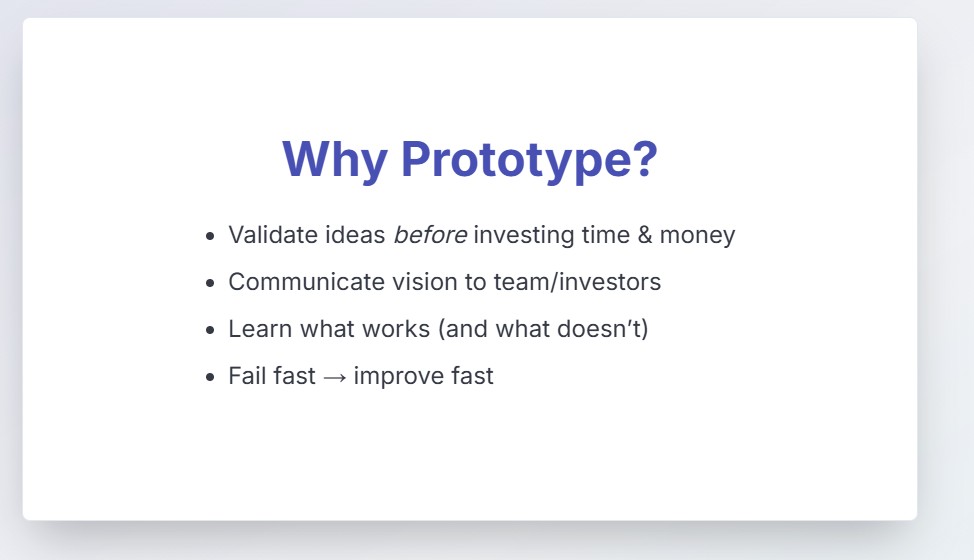 Why Prototype?
• Validate ideas before investing time & money
• Communicate vision to team/investors
• Learn what works (and what doesn’t)
• Fail fast → improve fast